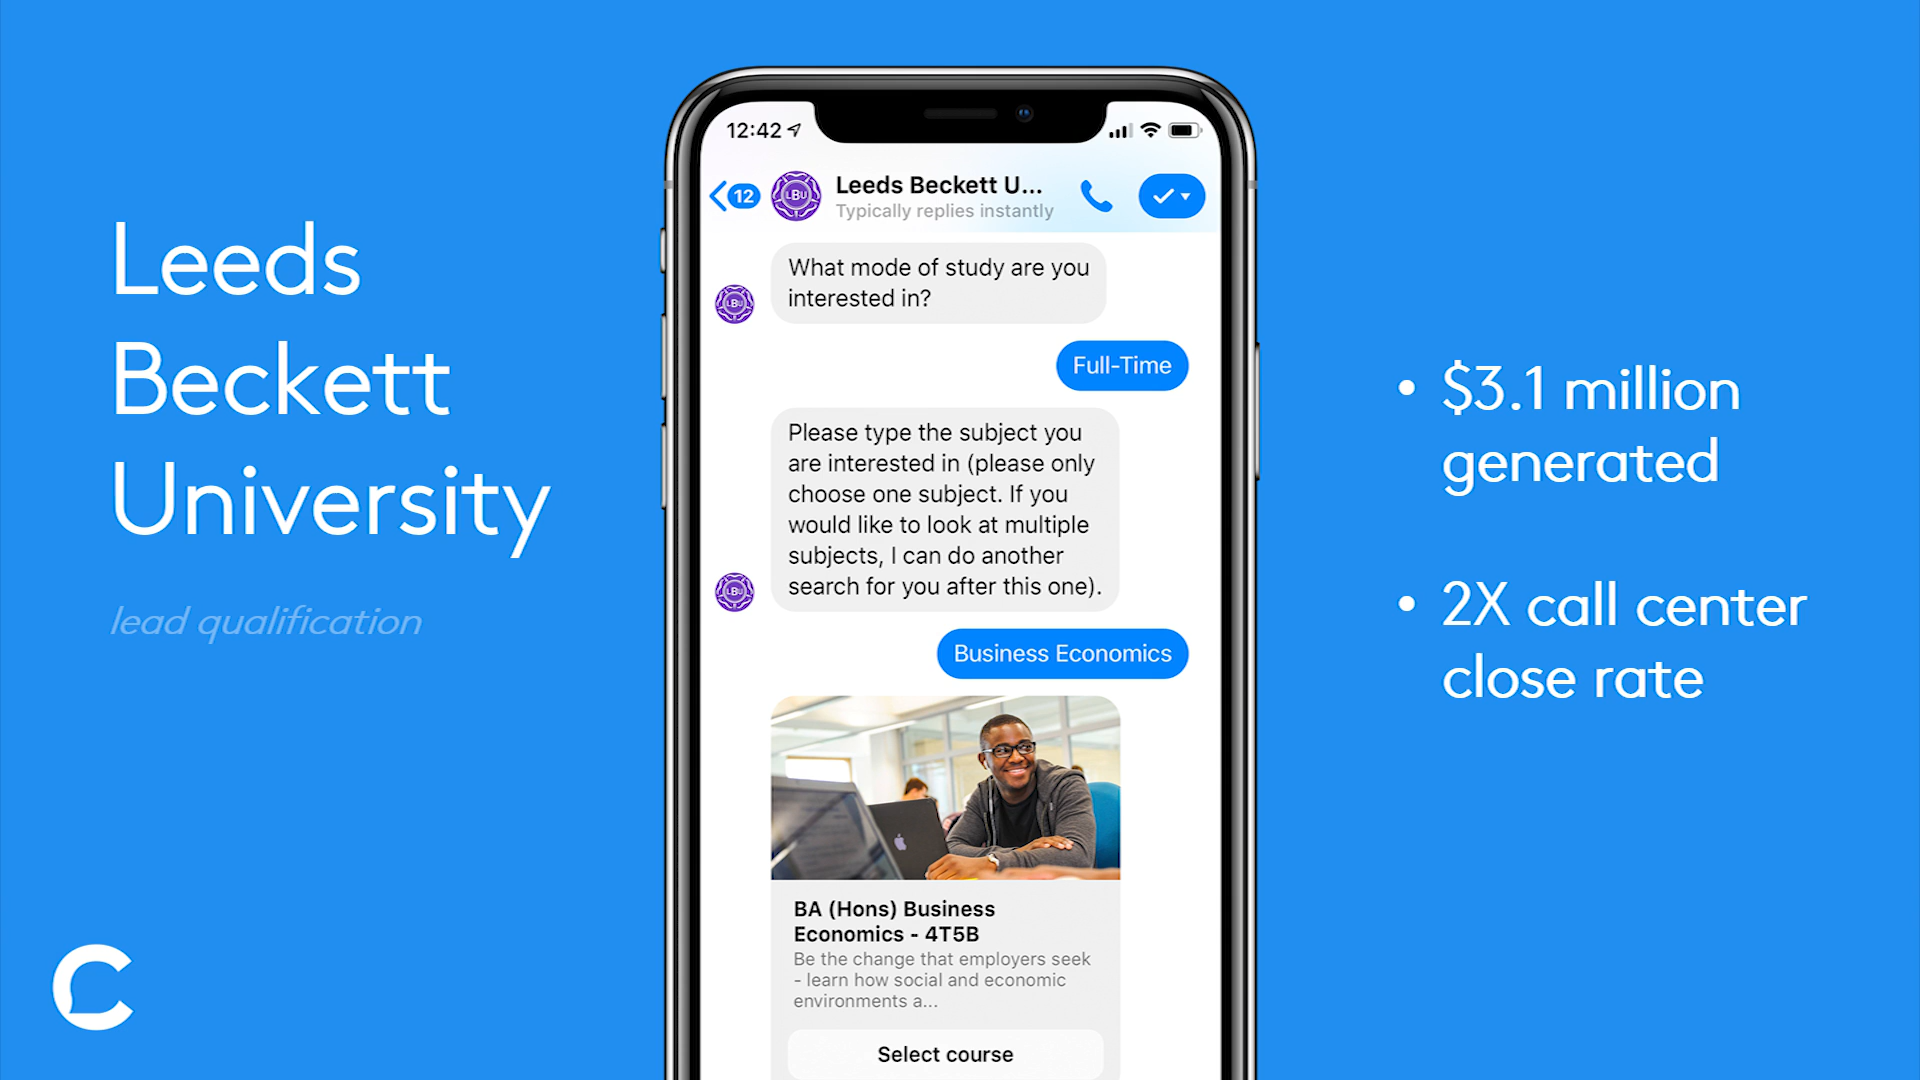 Leeds
Beckett
University
lead qualification
12:42
12
LBU
Leeds Beckett U...
Typically replies instantly
What mode of study are you
interested in?
LBU
Full-Time
Please type the subject you
are interested in (please only
choose one subject. If you
would like to look at multiple
subjects, I can do another
search for you after this one).
LBU
Business Economics
BA (Hons) Business
Economics - 4T5B
Be the change that employers seek
- learn how social and economic
environments a...
Select course
• $3.1 million
generated
• 2X call center
close rate